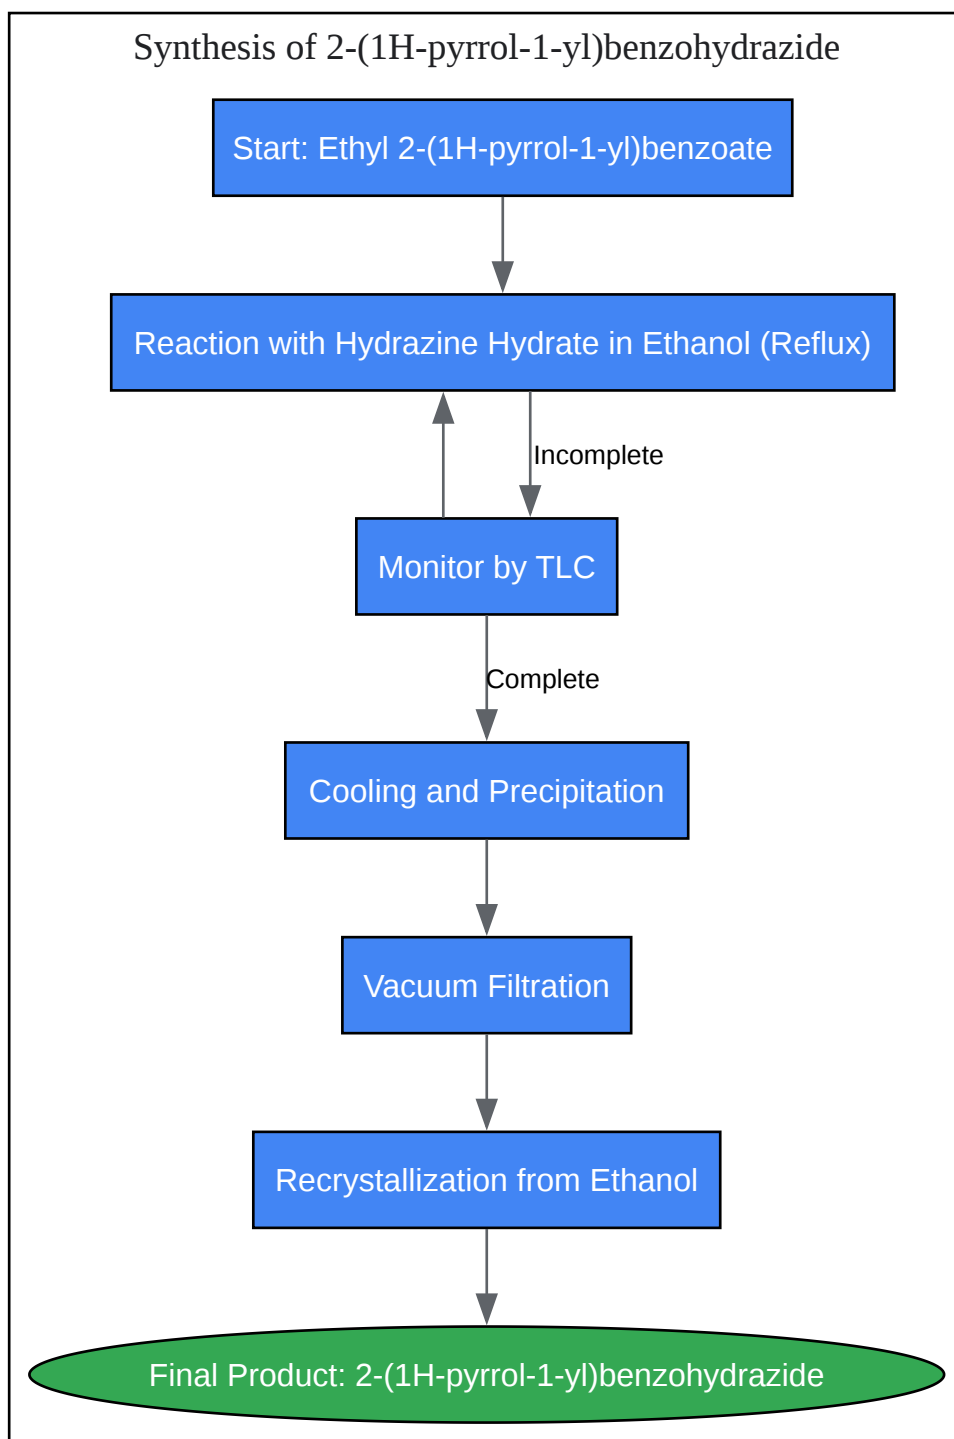 Synthesis of 2-(1H-pyrrol-1-yl)benzohydrazide
Start: Ethyl 2-(1H-pyrrol-1-yl)benzoate
Reaction with Hydrazine Hydrate in Ethanol (Reflux)
Incomplete
Monitor by TLC
Complete
Cooling and Precipitation
Vacuum Filtration
Recrystallization from Ethanol
Final Product: 2-(1H-pyrrol-1-yl)benzohydrazide